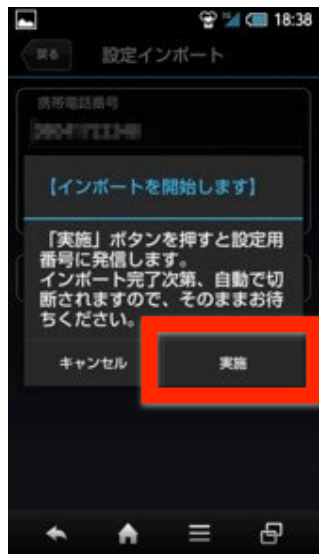 18:38
戻る
設定インポート
携帯電話番号
【インポートを開始します】
「実施」ボタンを押すと設定用
番号に発信します。
インポート完了次第、自動で切
断されますので、そのままお待
ちください。
キャンセル
実施